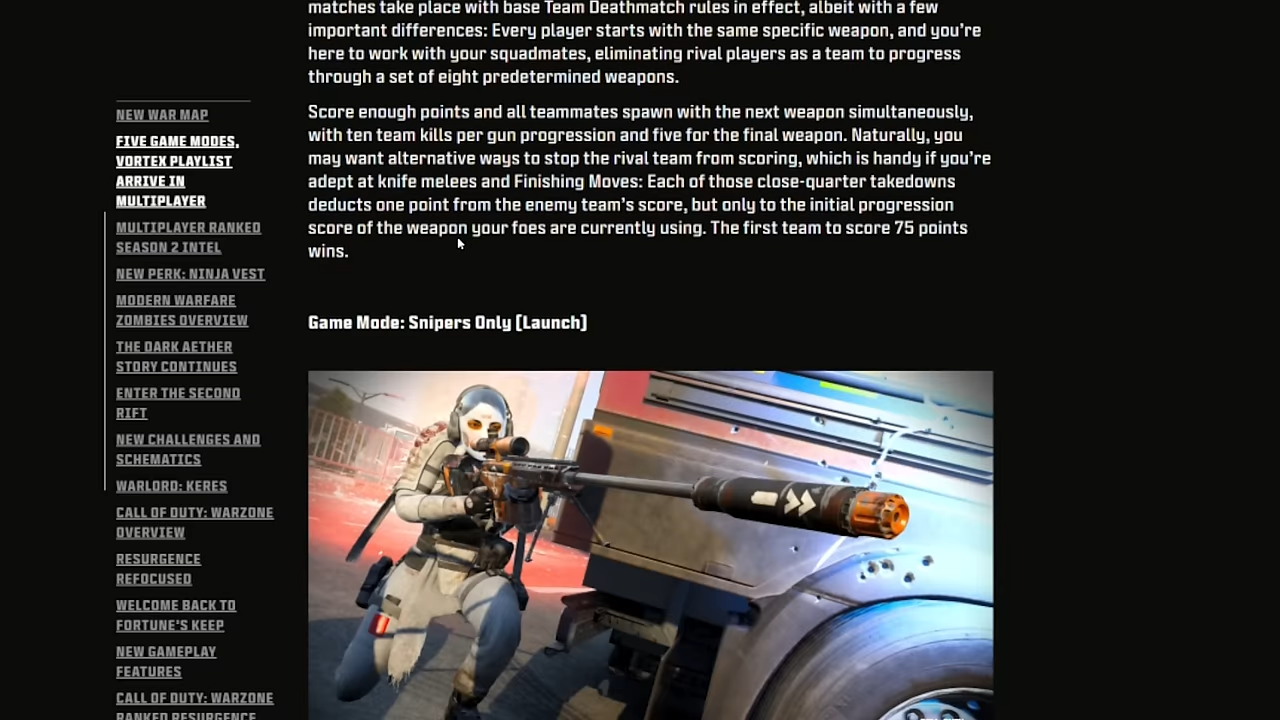 matches take place with base Team Deathmatch rules in effect, albeit with a few
important differences: Every player starts with the same specific weapon, and you're
here to work with your squadmates, eliminating rival players as a team to progress
through a set of eight predetermined weapons.
Score enough points and all teammates spawn with the next weapon simultaneously,
with ten team kills per gun progression and five for the final weapon. Naturally, you
may want alternative ways to stop the rival team from scoring, which is handy if you're
adept at knife melees and Finishing Moves: Each of those close-quarter takedowns
deducts one point from the enemy team's score, but only to the initial progression
score of the weapon your foes are currently using. The first team to score 75 points
wins.
Game Mode: Snipers Only (Launch)
NEW WAR MAP
FIVE GAME MODES,
VORTEX PLAYLIST
ARRIVE IN
MULTIPLAYER
MULTIPLAYER RANKED
SEASON 2 INTEL
NEW PERK: NINJA VEST
MODERN WARFARE
ZOMBIES OVERVIEW
THE DARK AETHER
STORY CONTINUES
ENTER THE SECOND
RIFT
NEW CHALLENGES AND
SCHEMATICS
WARLORD: KERES
CALL OF DUTY: WARZONE
OVERVIEW
RESURGENCE
REFOCUSED
WELCOME BACK TO
FORTUNE'S KEEP
NEW GAMEPLAY
FEATURES
CALL OF DUTY: WARZONE
RANKED RESURGENCE